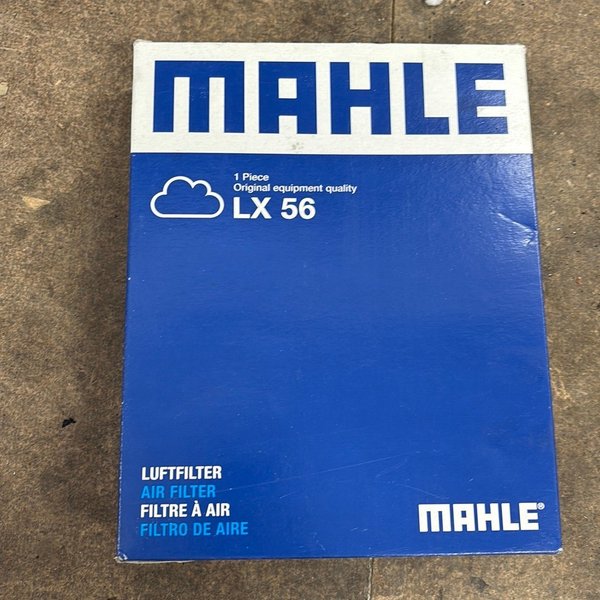 MAHLE
1 Piece
Original equipment quality
LX 56
LUFTFILTER
AIR FILTER
FILTRE À AIR
FILTRO DE AIRE
MAHLE®